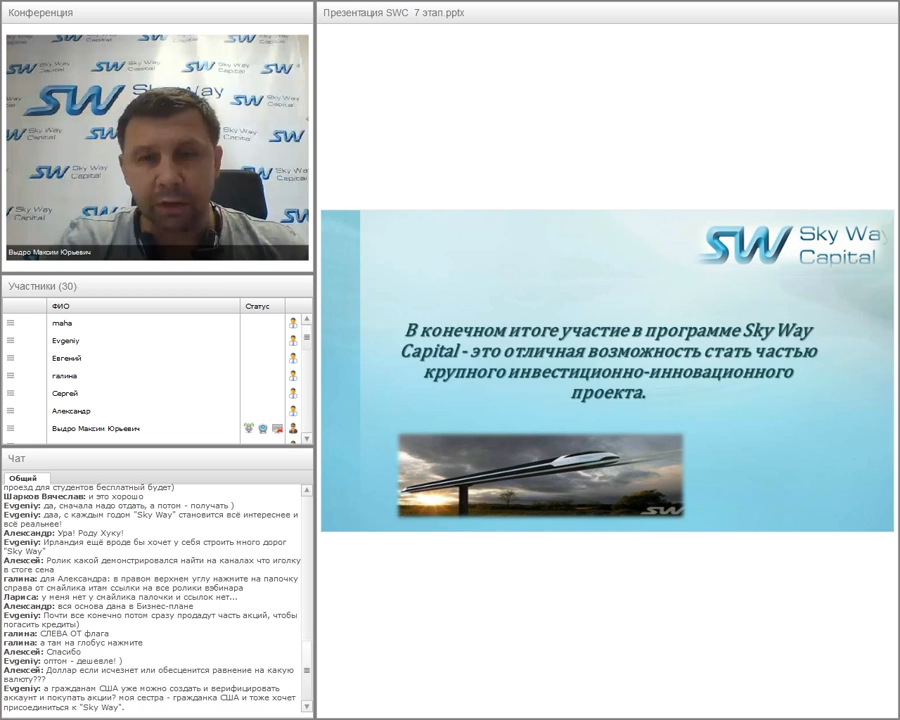 Конференция
SW Sky Way Capital
Выдро Максим Юрьевич
Участники (30)
ФИО Статус
maha
Evgeniy
Евгений
галина
Сергей
Александр
Выдро Максим Юрьевич
Чат
Общий
проезд для студентов бесплатный будет)
Шарков Вячеслав: и это хорошо
Evgeniy: да, сначала надо отдать, а потом - получать )
Evgeniy: даа, с каждым годом "Sky Way" становится всё интереснее и
всё реальнее!
Александр: Ура! Роду Хуку!
Evgeniy: Ирландия ещё вроде бы хочет у себя строить много дорог
"Sky Way"
Алексей: Ролик какой демонстрировался найти на каналах что иголку
в стоге сена
галина: для Александра: в правом верхнем углу нажмите на папочку
справа от смайлика итам ссылки на все ролики вэбинара
Лариса: у меня нет у смайлика палочки и ссылок нет...
Александр: вся основа дана в Бизнес-плане
Evgeniy: Почти все конечно потом сразу продадут часть акций, чтобы
погасить кредиты)
галина: СЛЕВА ОТ флага
галина: а там на глобус нажмите
Алексей: Спасибо
Evgeniy: оптом - дешевле! )
Алексей: Доллар если исчезнет или обесценится равнение на какую
валюту???
Evgeniy: а гражданам США уже можно создать и верифицировать
аккаунт и покупать акции? моя сестра - гражданка США и тоже хочет
присоединиться к "Sky Way".
Презентация SWC 7 этап.pptx
SW Sky Way
Capital
В конечном итоге участие в программе Sky Way
Capital - это отличная возможность стать частью
крупного инвестиционно-инновационного
проекта.
SW